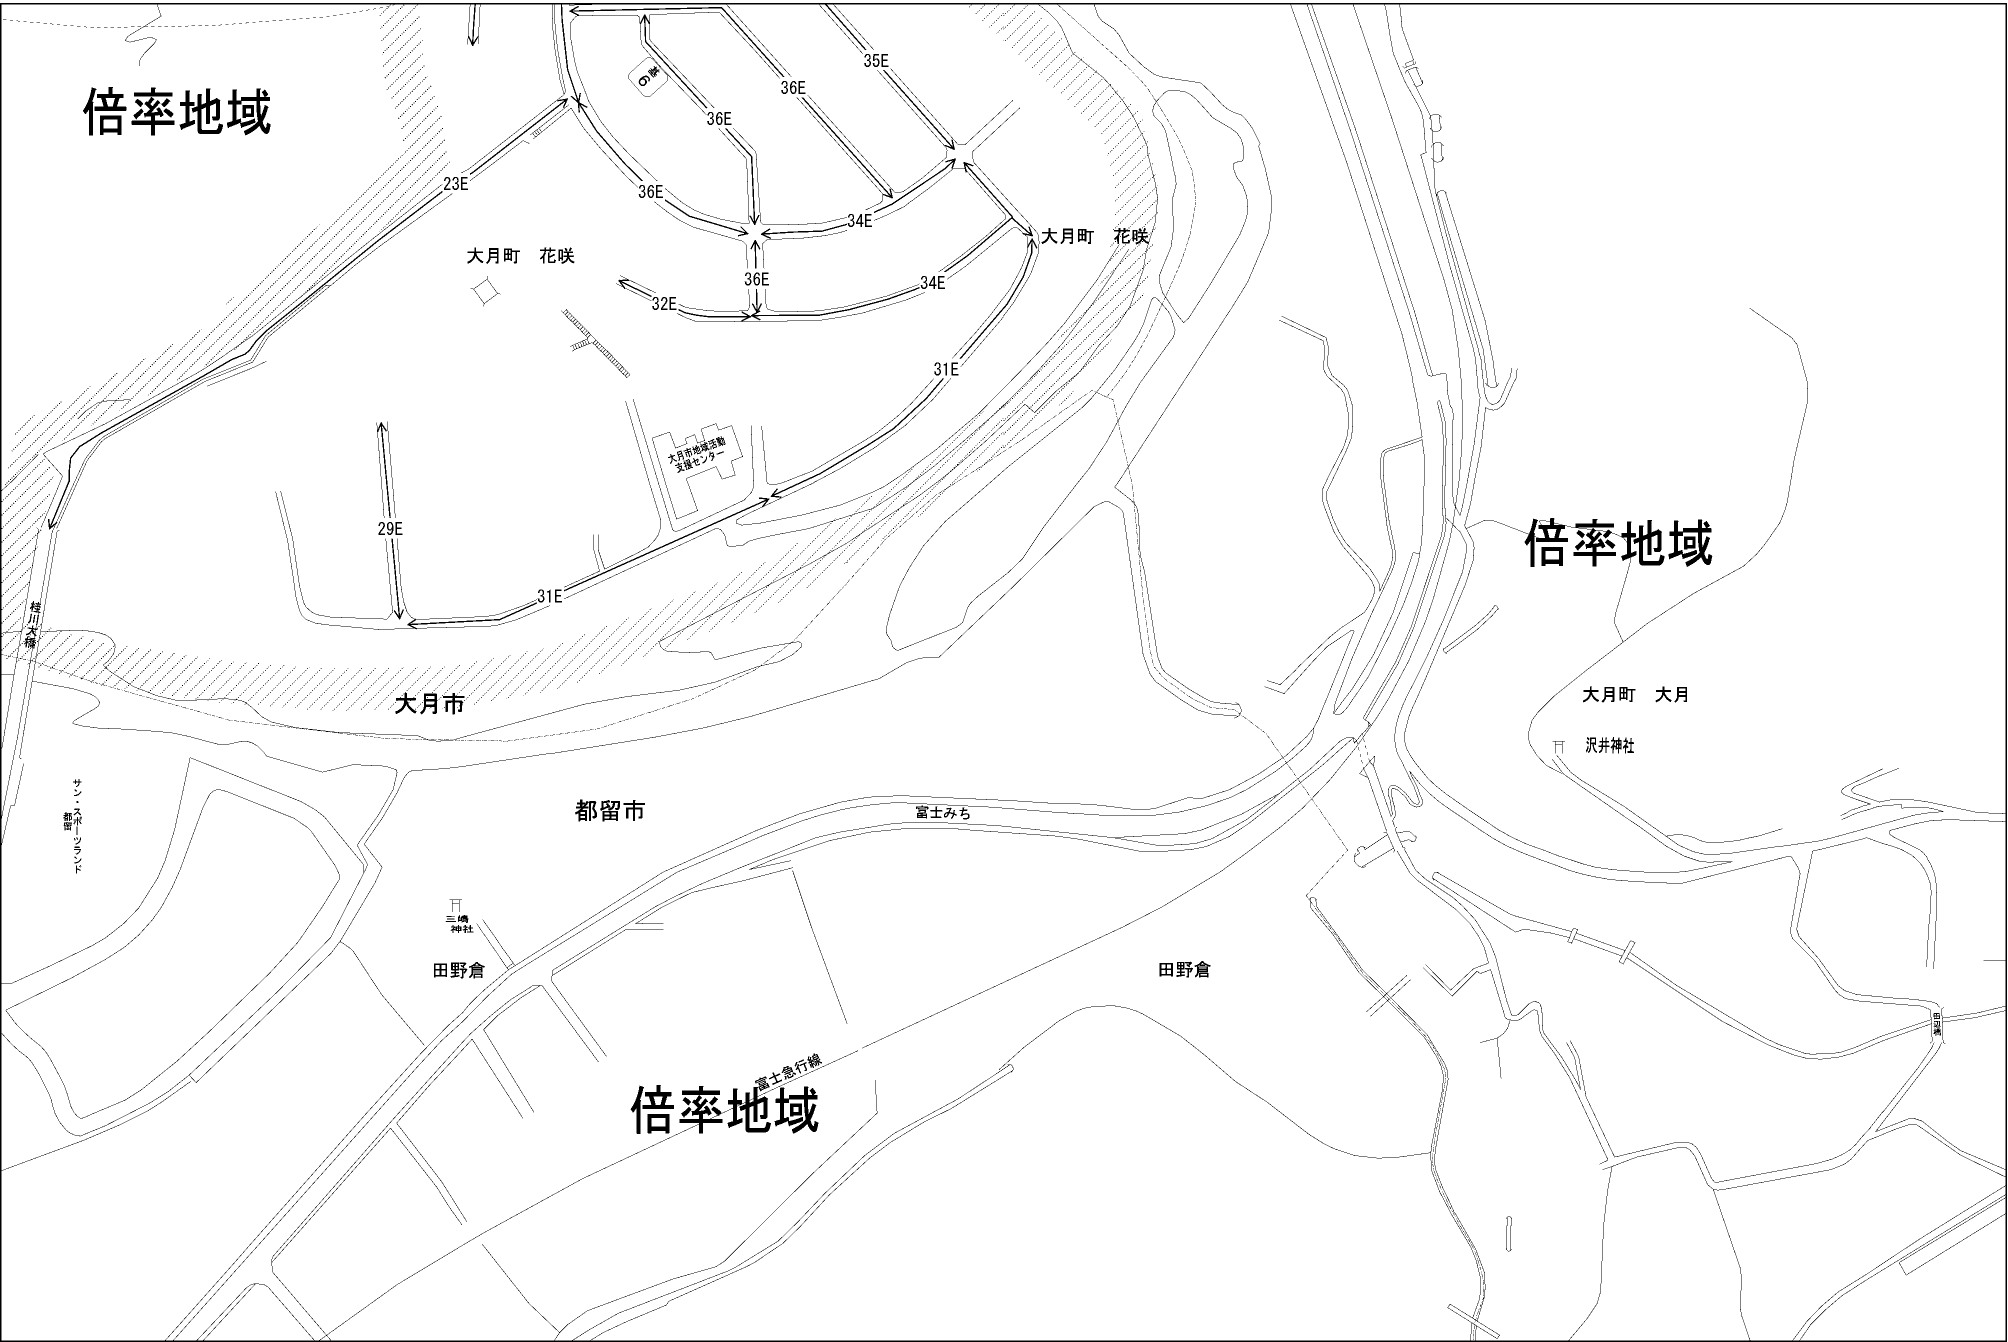 35E
36E
基6
倍率地域
36E
23E
36E
34E
大月町　花咲
大月町　花咲
36E
34E
32E
31E
大月市地域活動
支援センター
29E
倍率地域
31E
桂川大橋
大月町　大月
大月市
沢井神社
サン・スポーツランド
都留
都留市
富士みち
三嶋
神社
田野倉
田野倉
田辺橋
富士急行線
倍率地域